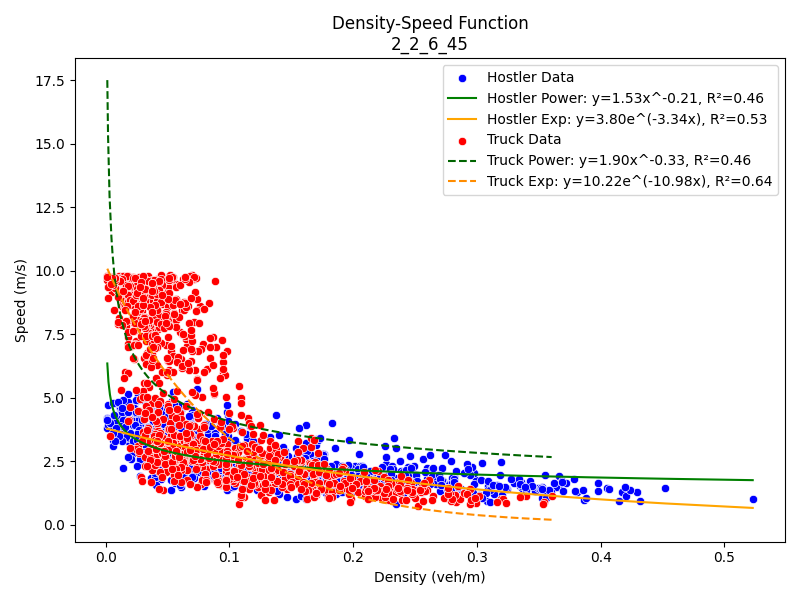 Density-Speed Function
2_2_6_45
Hostler Data
Hostler Power: y=1.53x^-0.21, R²=0.46
Hostler Exp: y=3.80e^(-3.34x), R²=0.53
Truck Data
Truck Power: y=1.90x^-0.33, R²=0.46
Truck Exp: y=10.22e^(-10.98x), R²=0.64
Speed (m/s)
17.5
15.0
12.5
10.0
7.5
5.0
2.5
0.0
0.0 0.1 0.2 0.3 0.4 0.5
Density (veh/m)